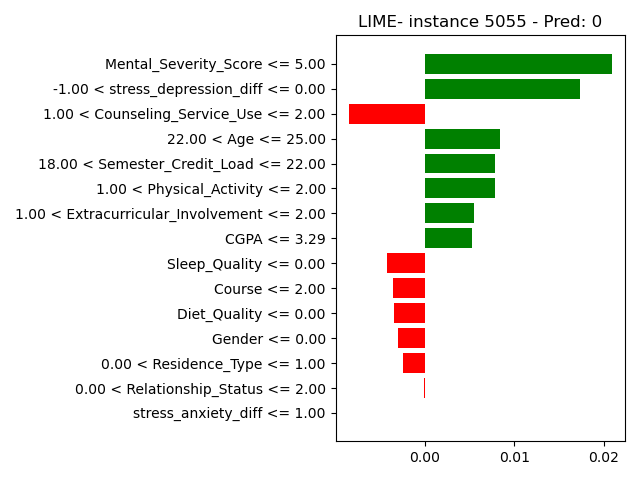 LIME- instance 5055 - Pred: 0
Mental_Severity_Score <= 5.00
-1.00 < stress_depression_diff <= 0.00
1.00 < Counseling_Service_Use <= 2.00
22.00 < Age <= 25.00
18.00 < Semester_Credit_Load <= 22.00
1.00 < Physical_Activity <= 2.00
1.00 < Extracurricular_Involvement <= 2.00
CGPA <= 3.29
Sleep_Quality <= 0.00
Course <= 2.00
Diet_Quality <= 0.00
Gender <= 0.00
0.00 < Residence_Type <= 1.00
0.00 < Relationship_Status <= 2.00
stress_anxiety_diff <= 1.00
0.00 0.01 0.02